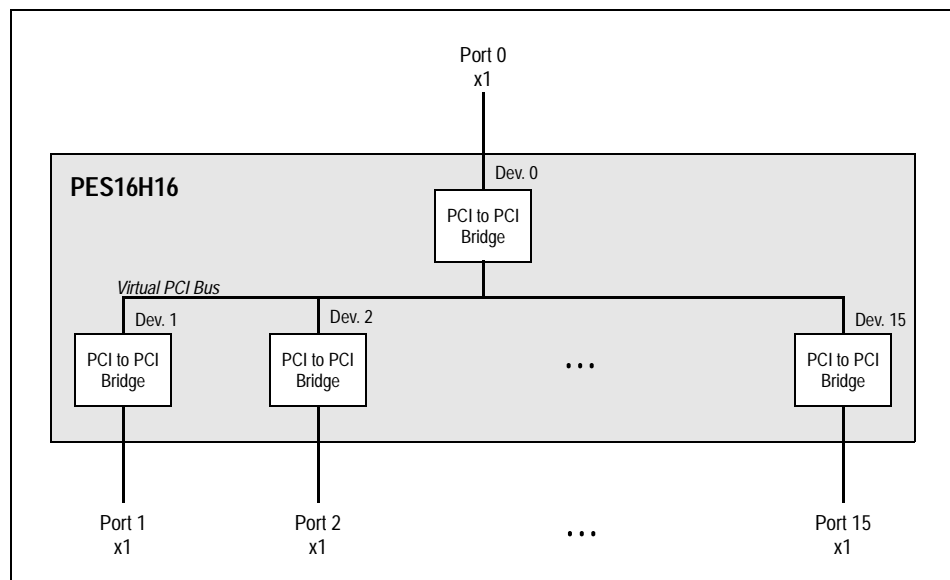 Port 0
x1
PES16H16
Dev. 0
PCI to PCI
Bridge
Virtual PCI Bus
Dev. 1
Dev. 2
Dev. 15
PCI to PCI
Bridge
PCI to PCI
Bridge
• • •
PCI to PCI
Bridge
Port 1
x1
Port 2
x1
• • •
Port 15
x1